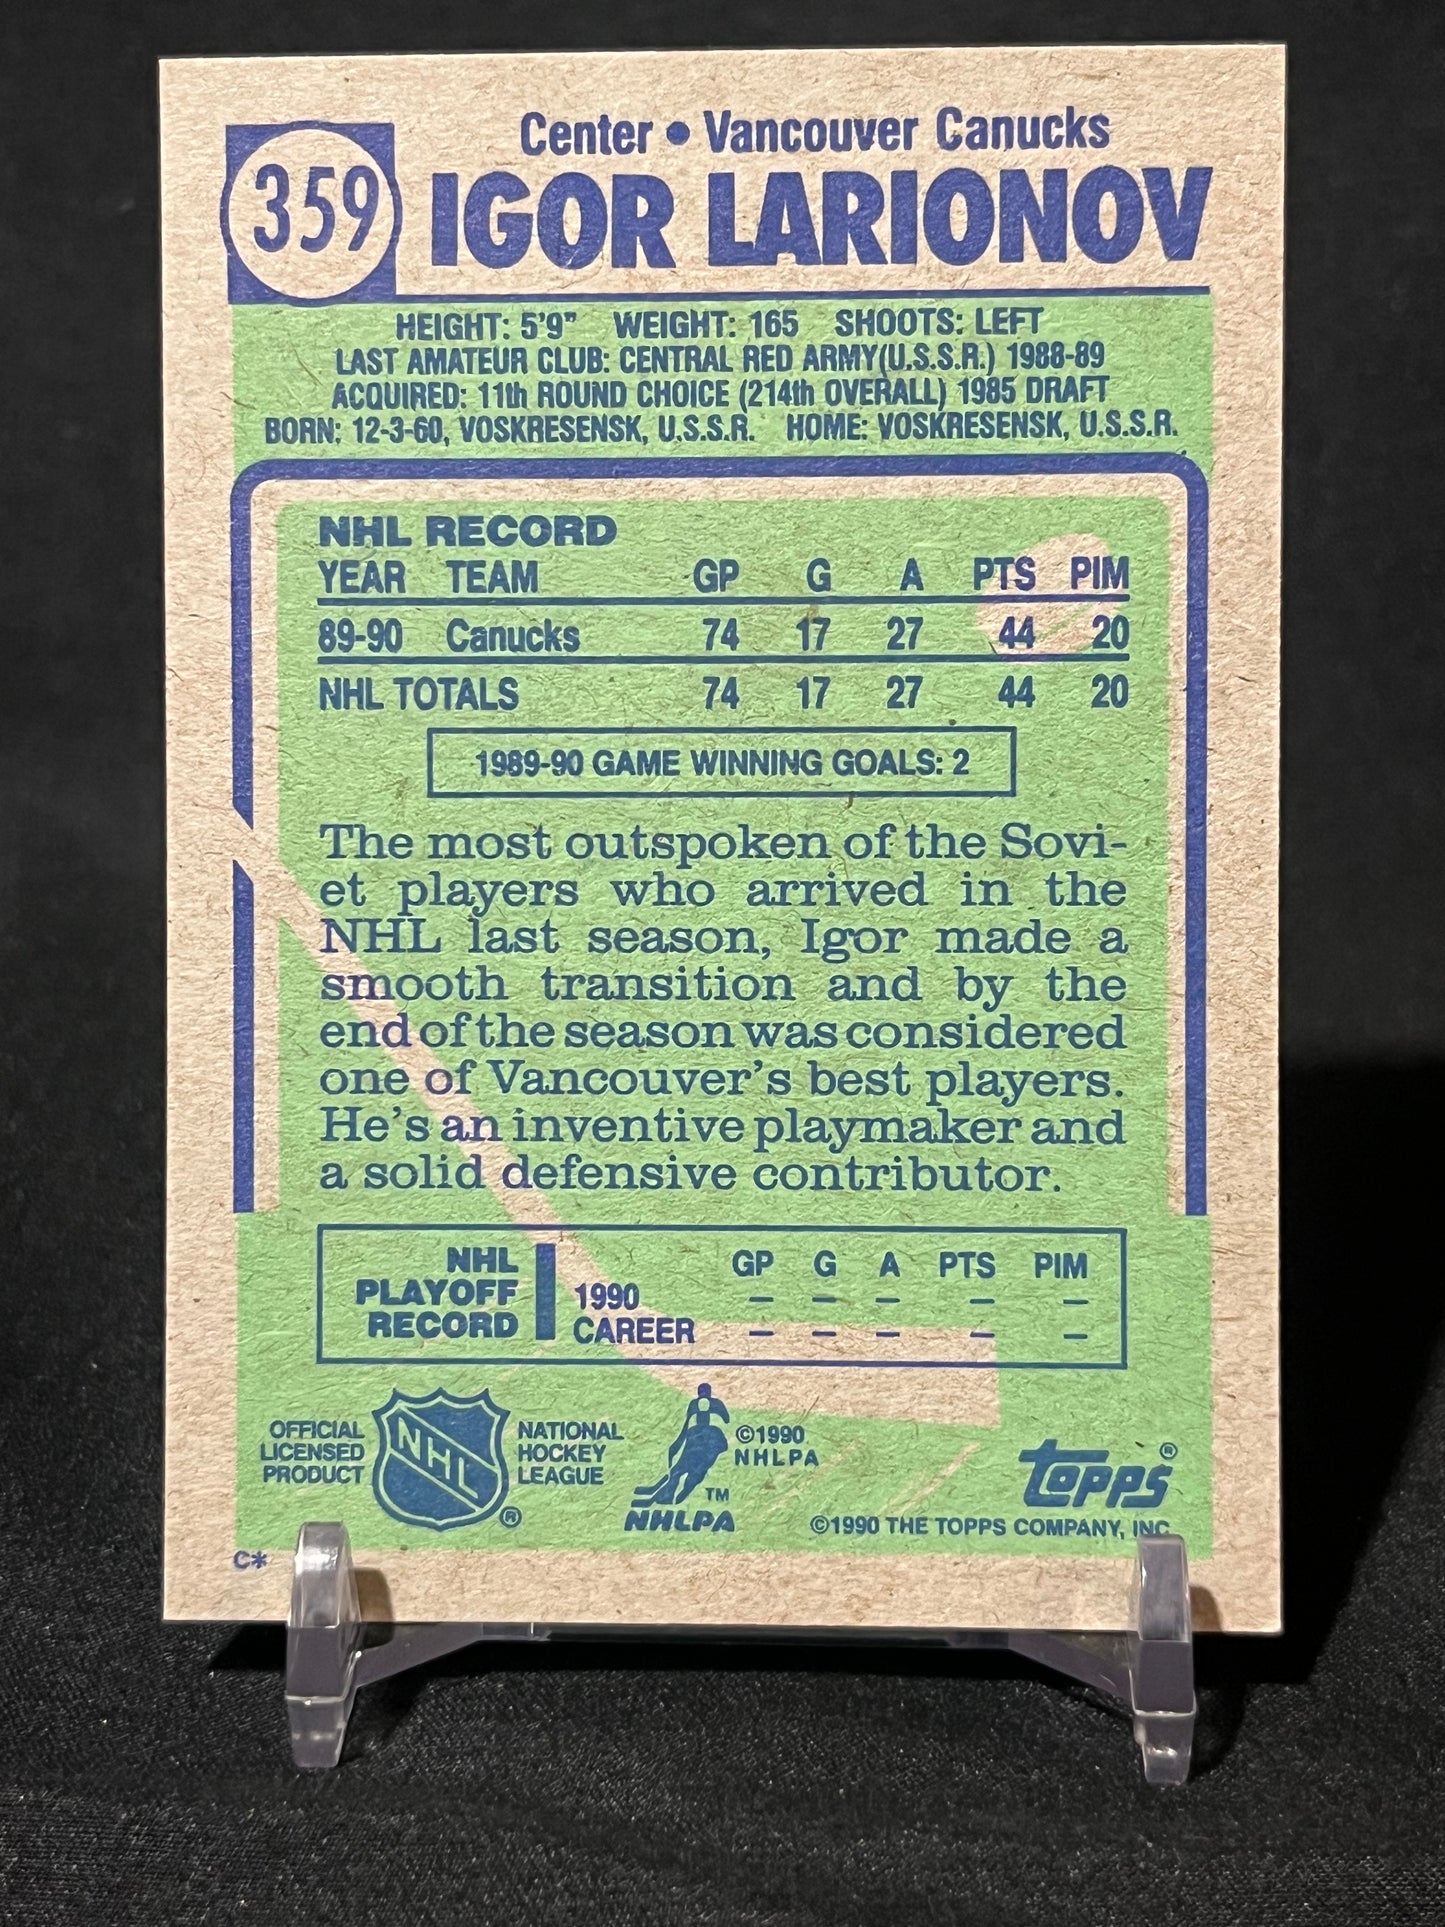 359
Center • Vancouver Canucks
IGOR LARIONOV
HEIGHT: 5'9" WEIGHT: 165 SHOOTS: LEFT
LAST AMATEUR CLUB: CENTRAL RED ARMY(U.S.S.R.) 1988-89
ACQUIRED: 11th ROUND CHOICE (214th OVERALL) 1985 DRAFT
BORN: 12-3-60, VOSKRESENSK, U.S.S.R. HOME: VOSKRESENSK, U.S.S.R.
NHL RECORD
YEAR TEAM GP G A PTS PIM
89-90 Canucks 74 17 27 44 20
NHL TOTALS 74 17 27 44 20
1989-90 GAME WINNING GOALS: 2
The most outspoken of the Sovi-
et players who arrived in the
NHL last season, Igor made a
smooth transition and by the
end of the season was considered
one of Vancouver's best players.
He's an inventive playmaker and
a solid defensive contributor.
NHL PLAYOFF RECORD
GP G A PTS PIM
1990 – – – – –
CAREER – – – – –
OFFICIAL
LICENSED
PRODUCT
NHL
®
NATIONAL
HOCKEY
LEAGUE
TM
NHLPA
©1990
NHLPA
topps®
©1990 THE TOPPS COMPANY, INC.
C*